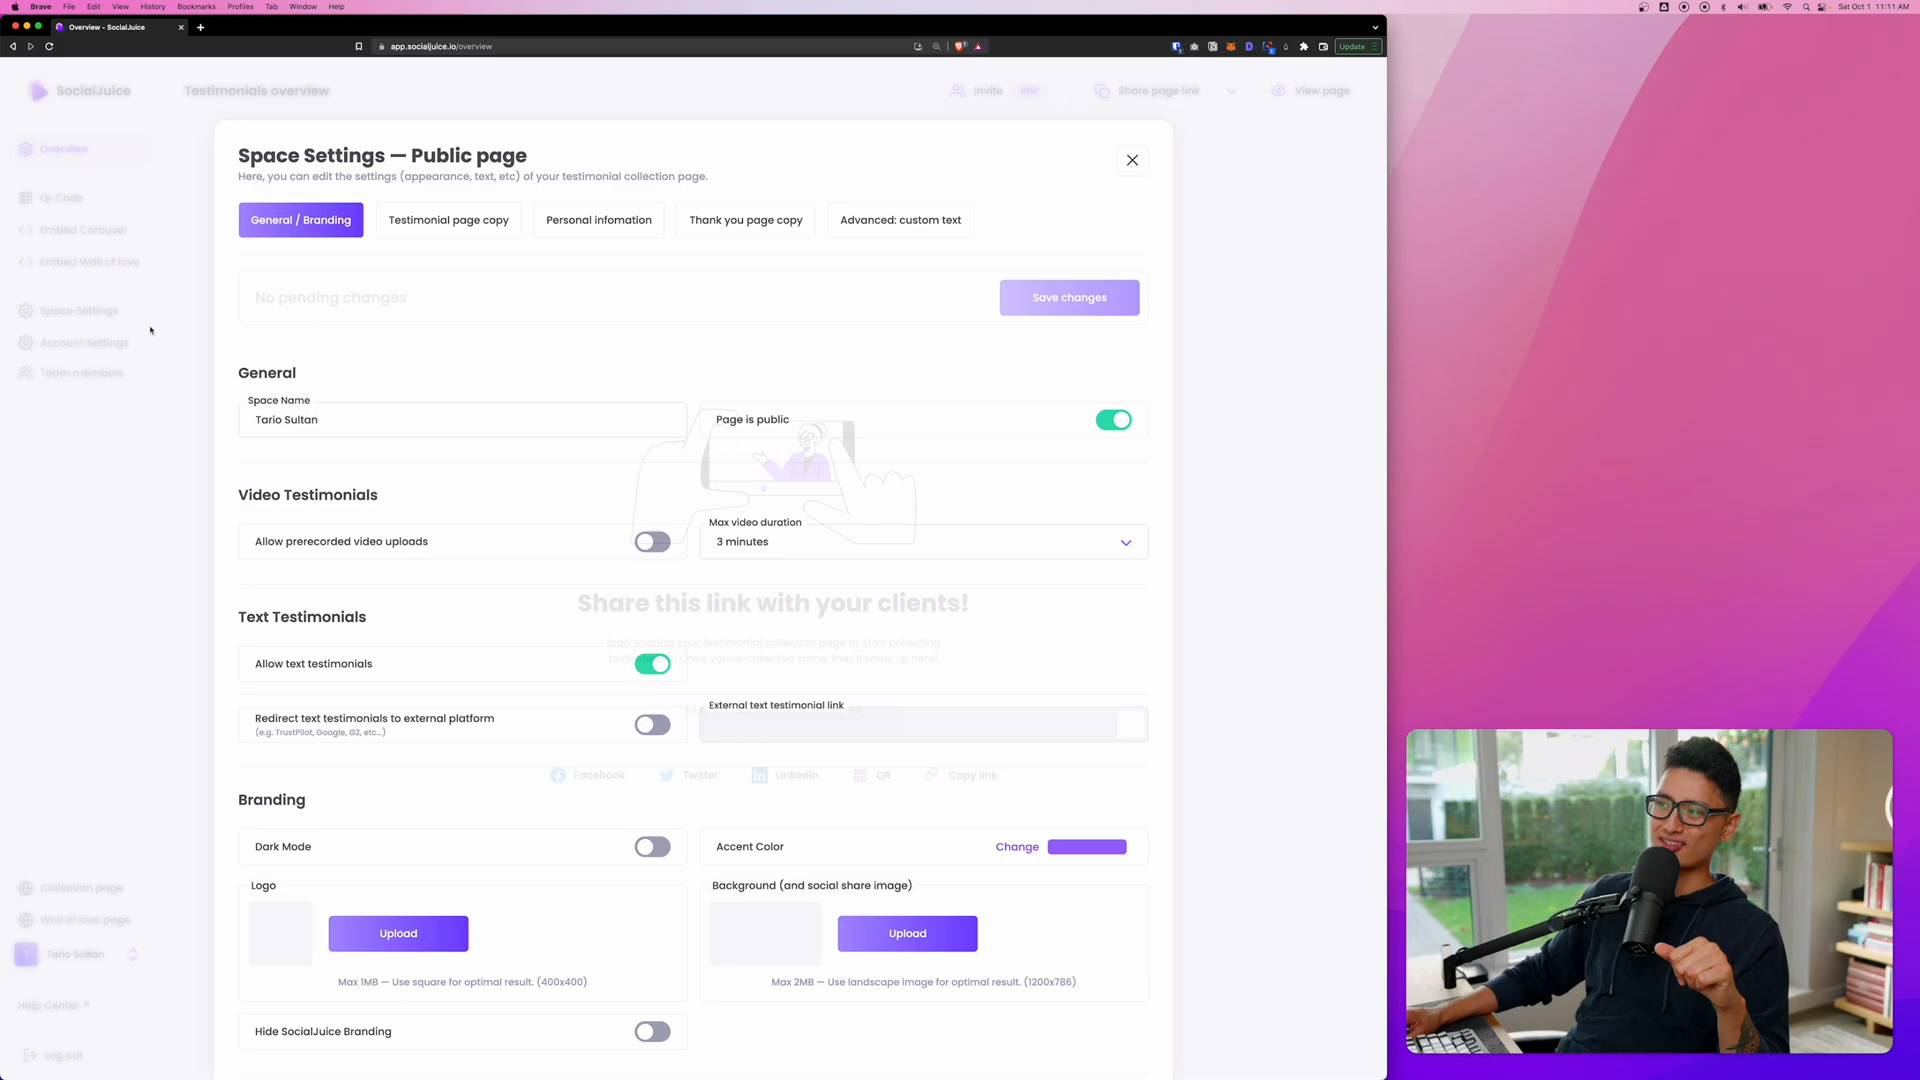 Brave File Edit View History Bookmarks Profiles Tab Window Help
Sat Oct 1 11:11 AM
Overview - SocialJuice
app.socialjuice.io/overview
Update
SocialJuice
Testimonials overview
Invite NEW
Share page link
View page
Overview
Qr Code
Embed Carousel
Embed Wall of love
Space Settings
Account Settings
Team members
Space Settings — Public page
Here, you can edit the settings (appearance, text, etc) of your testimonial collection page.
General / Branding
Testimonial page copy
Personal infomation
Thank you page copy
Advanced: custom text
No pending changes
Save changes
General
Space Name
Tario Sultan
Page is public
Video Testimonials
Allow prerecorded video uploads
Max video duration
3 minutes
Share this link with your clients!
Start sharing your testimonial collection page to start collecting
Once you've collected some, they'll show up here!
Text Testimonials
Allow text testimonials
Redirect text testimonials to external platform
(e.g. TrustPilot, Google, G2, etc...)
External text testimonial link
Facebook
Twitter
Linkedin
QR
Copy link
Branding
Dark Mode
Accent Color
Change
Logo
Upload
Max 1MB — Use square for optimal result. (400x400)
Background (and social share image)
Upload
Max 2MB — Use landscape image for optimal result. (1200x786)
Hide SocialJuice Branding
Collection page
Wall of love page
T Tario Sultan
Help Center
Log out